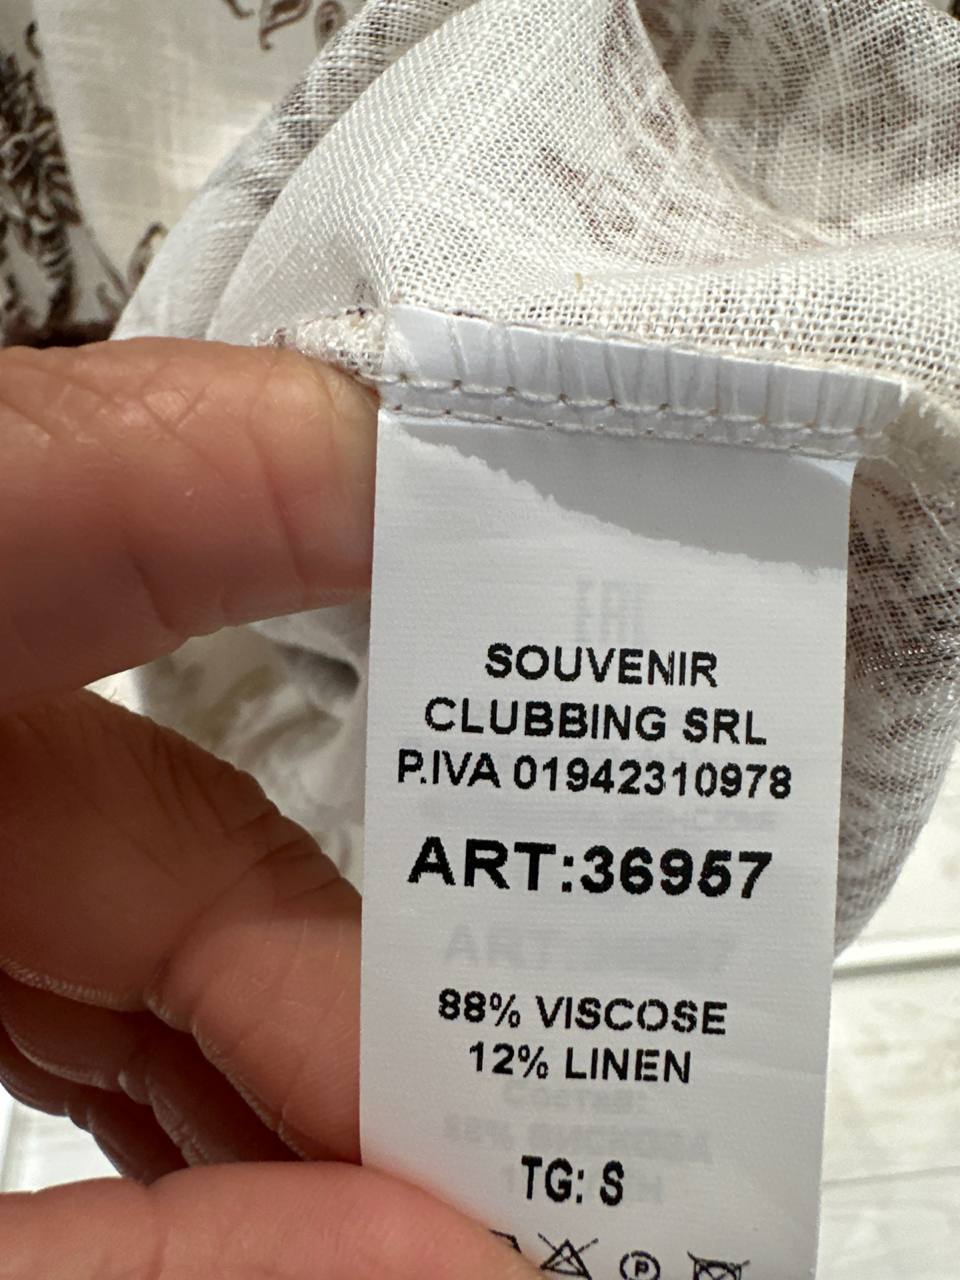 SOUVENIR
CLUBBING SRL
P.IVA 01942310978
ART:36957
88% VISCOSE
12% LINEN
TG: S